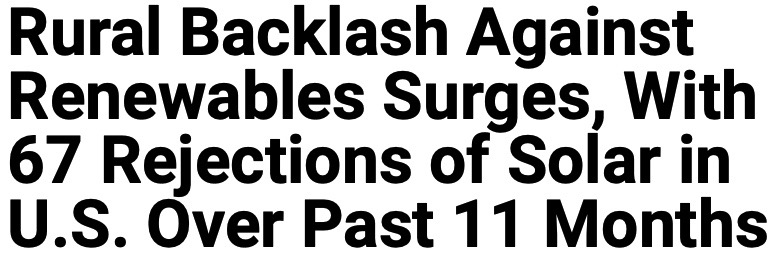 Rural Backlash Against
Renewables Surges, With
67 Rejections of Solar in
U.S. Over Past 11 Months